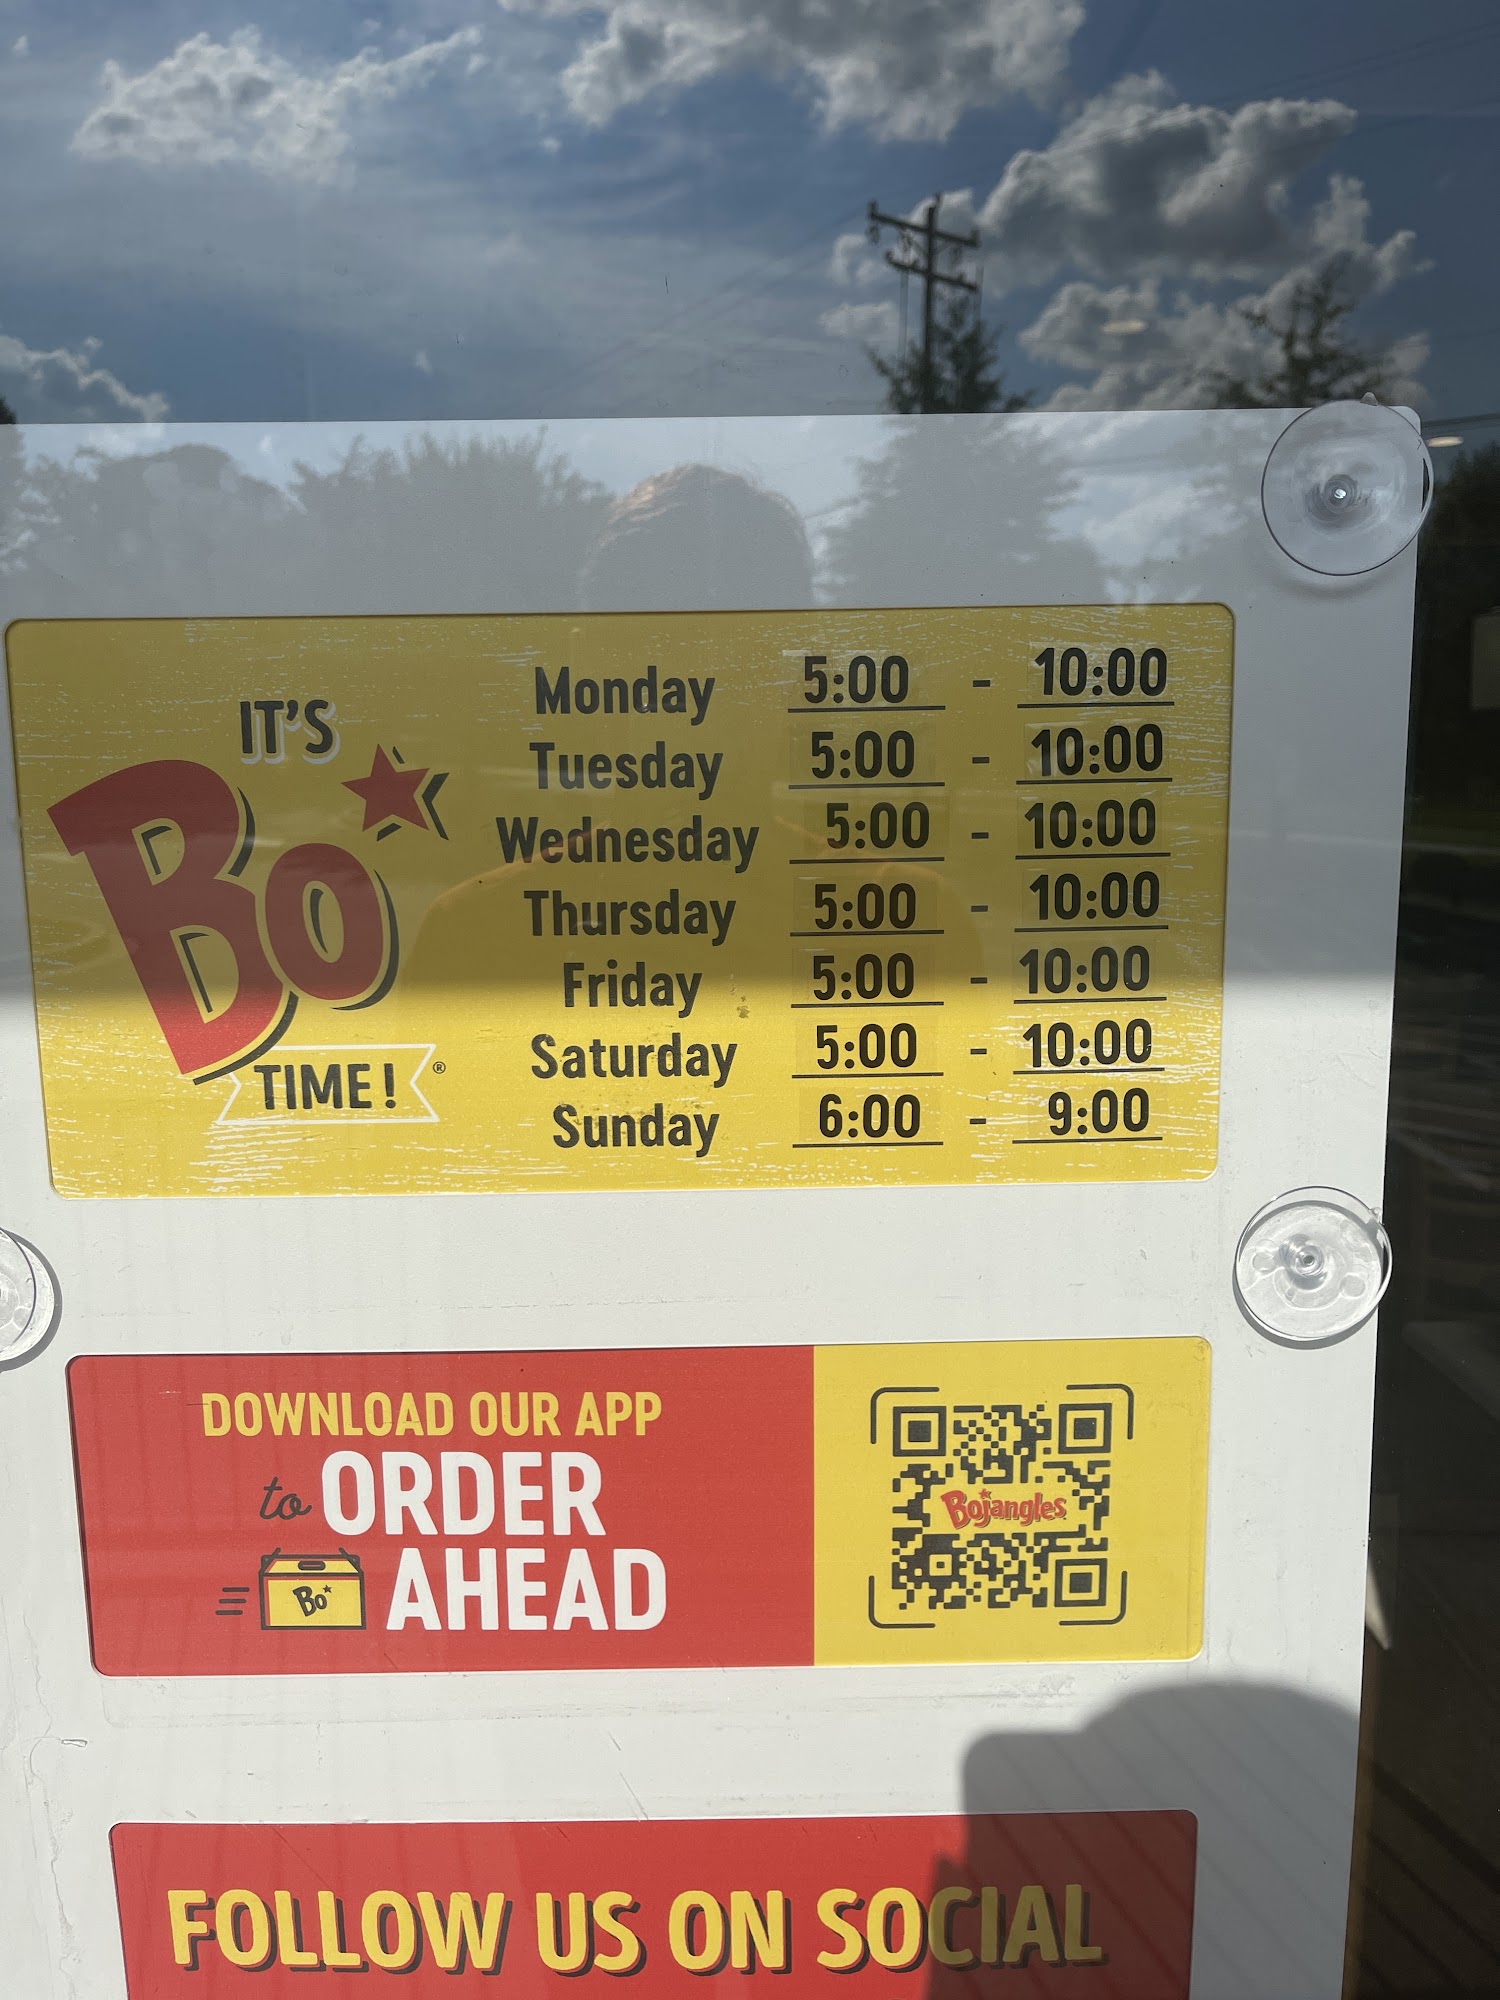 IT'S
Bo
TIME!®
Monday 5:00 - 10:00
Tuesday 5:00 - 10:00
Wednesday 5:00 - 10:00
Thursday 5:00 - 10:00
Friday 5:00 - 10:00
Saturday 5:00 - 10:00
Sunday 6:00 - 9:00
DOWNLOAD OUR APP
to ORDER
Bo
AHEAD
Bojangles
FOLLOW US ON SOCIAL